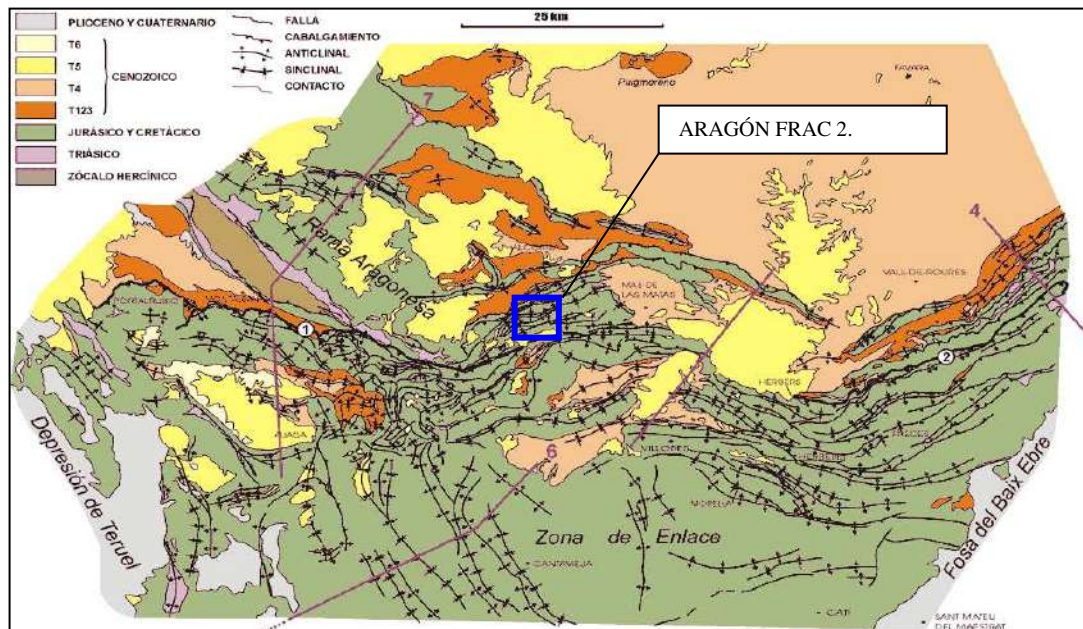 PLIOCENO Y CUATERNARIO
T6
T5
T4
T123
CENOZOICO
JURÁSICO Y CRETÁCICO
TRIÁSICO
ZÓCALO HERCÍNICO
FALLA
CABALGAMIENTO
ANTICLINAL
SINCLINAL
CONTACTO
25 km
Puigmoreno
7
ARAGÓN FRAC 2.
4
Rama Aragonesa
5
VALL-DE-ROURES
MAS DE
LAS MATAS
1
2
HERBERS
ALIAGA
6
MORELLA
Depresión de Teruel
Zona de Enlace
CANTAVIEJA
Fosa del Baix Ebre
CATI
SANT MATEU
DEL MAESTRAT